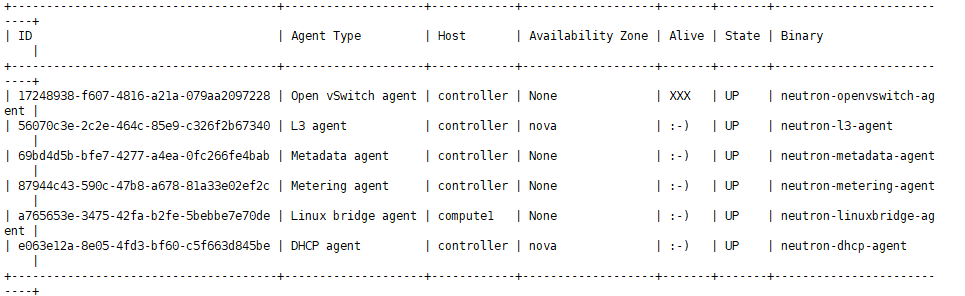 +--------------------------------------+--------------------+------------+-------------------+-------+-------+----------------------
----+
| ID                                   | Agent Type         | Host       | Availability Zone | Alive | State | Binary
    |
+--------------------------------------+--------------------+------------+-------------------+-------+-------+----------------------
----+
| 17248938-f607-4816-a21a-079aa2097228 | Open vSwitch agent | controller | None              | XXX   | UP    | neutron-openvswitch-ag
ent |
| 56070c3e-2c2e-464c-85e9-c326f2b67340 | L3 agent           | controller | nova              | :-)   | UP    | neutron-l3-agent
    |
| 69bd4d5b-bfe7-4277-a4ea-0fc266fe4bab | Metadata agent     | controller | None              | :-)   | UP    | neutron-metadata-agent
    |
| 87944c43-590c-47b8-a678-81a33e02ef2c | Metering agent     | controller | None              | :-)   | UP    | neutron-metering-agent
    |
| a765653e-3475-42fa-b2fe-5bebbe7e70de | Linux bridge agent | compute1   | None              | :-)   | UP    | neutron-linuxbridge-ag
ent |
| e063e12a-8e05-4fd3-bf60-c5f663d845be | DHCP agent         | controller | nova              | :-)   | UP    | neutron-dhcp-agent
    |
+--------------------------------------+--------------------+------------+-------------------+-------+-------+----------------------
----+